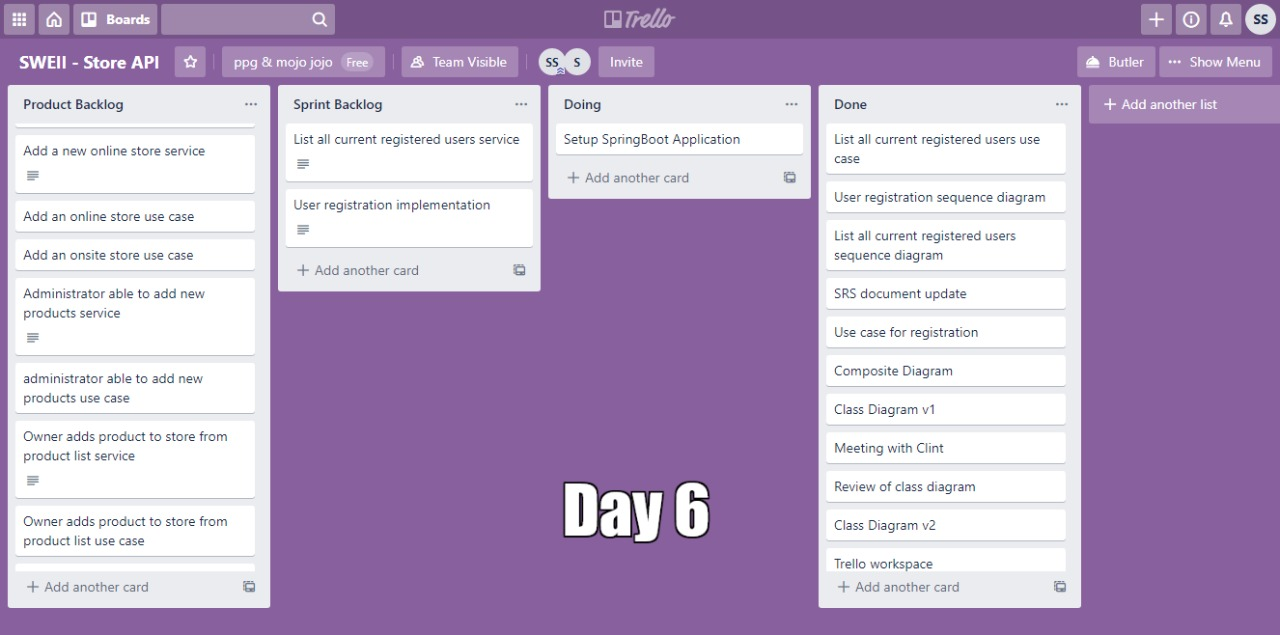 Boards
Trello
SS
SWEII - Store API
ppg & mojo jojo Free
Team Visible
SS
S
Invite
Butler
Show Menu
Product Backlog
Add a new online store service
Add an online store use case
Add an onsite store use case
Administrator able to add new
products service
administrator able to add new
products use case
Owner adds product to store from
product list service
Owner adds product to store from
product list use case
+ Add another card
Sprint Backlog
List all current registered users service
User registration implementation
+ Add another card
Doing
Setup SpringBoot Application
+ Add another card
Done
List all current registered users use
case
User registration sequence diagram
List all current registered users
sequence diagram
SRS document update
Use case for registration
Composite Diagram
Class Diagram v1
Meeting with Clint
Review of class diagram
Class Diagram v2
Trello workspace
+ Add another card
+ Add another list
Day 6